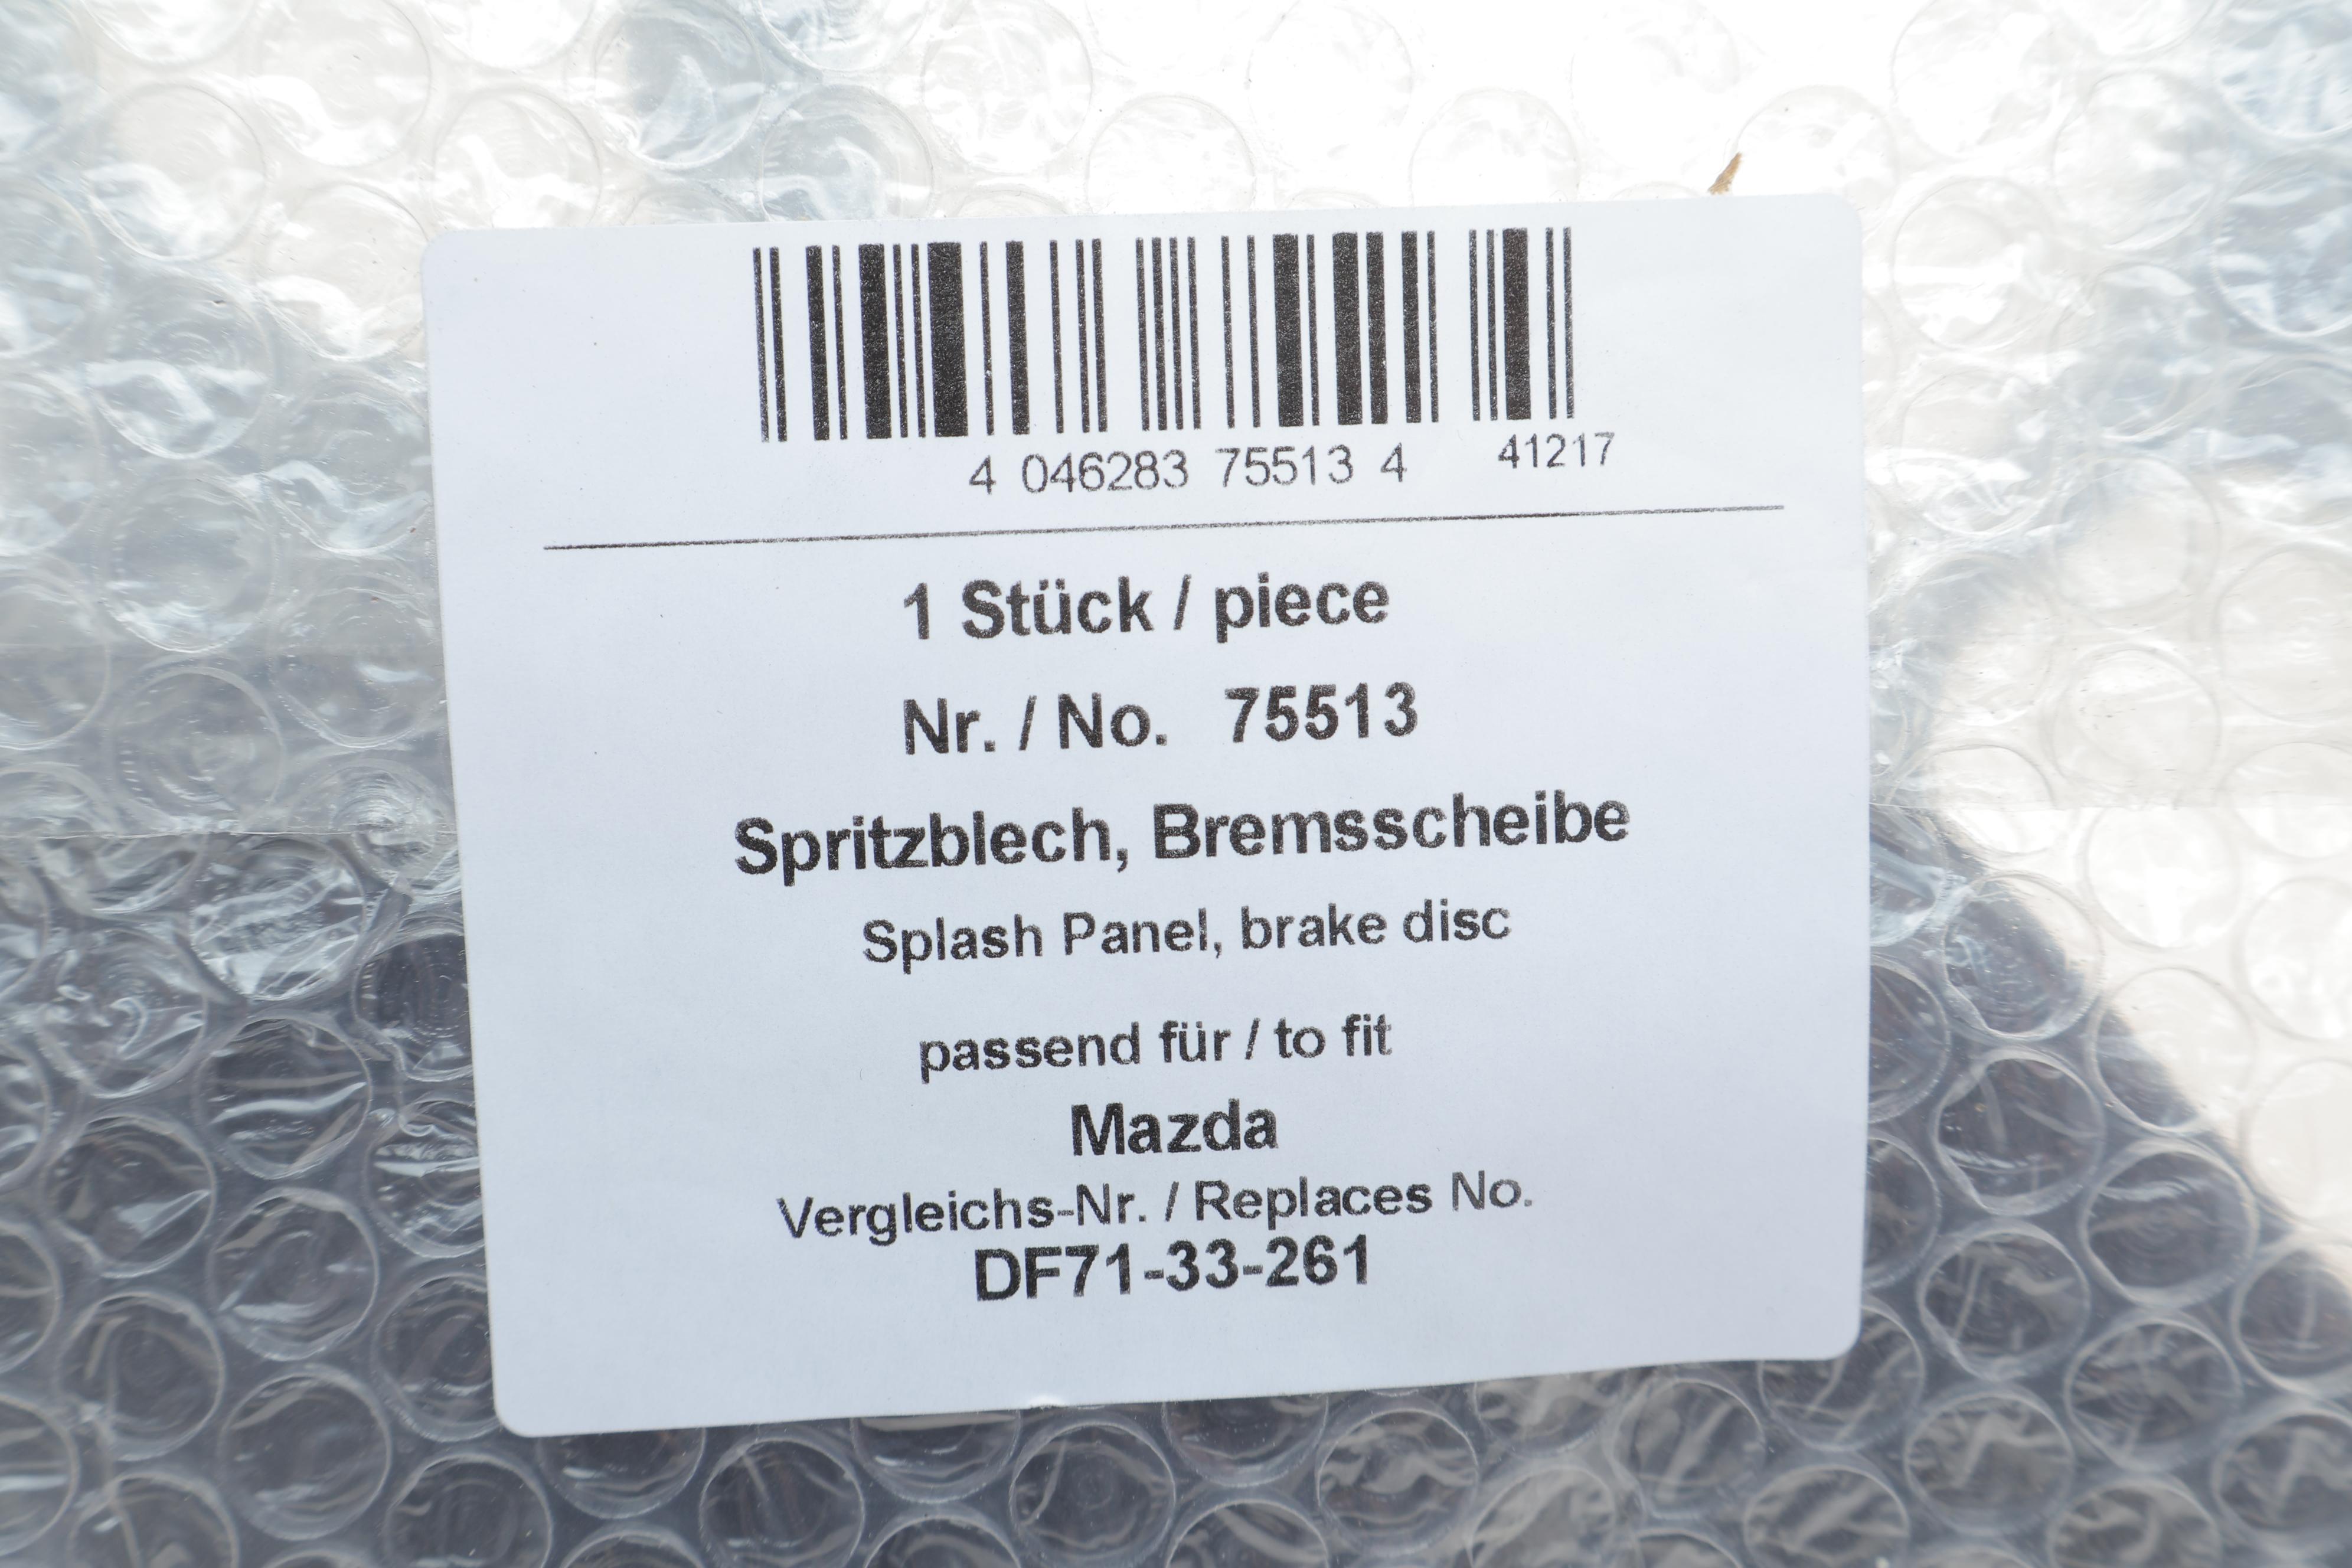 4 046283 75513 4 41217
1 Stück / piece
Nr. / No. 75513
Spritzblech, Bremsscheibe
Splash Panel, brake disc
passend für / to fit
Mazda
Vergleichs-Nr. / Replaces No.
DF71-33-261